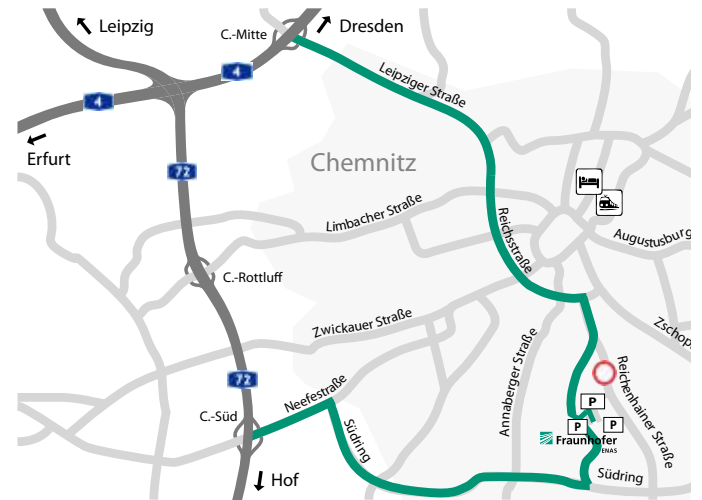 Leipzig
Dresden
C.-Mitte
4
4
Leipziger Straße
Erfurt
Chemnitz
72
Limbacher Straße
Reichsstraße
Augustusburg
C.-Rottluff
Zwickauer Straße
Zschopp
Annaberger Straße
Reichenhainer Straße
72
Neefestraße
P
C.-Süd
P
P
Südring
Fraunhofer
ENAS
Südring
Hof